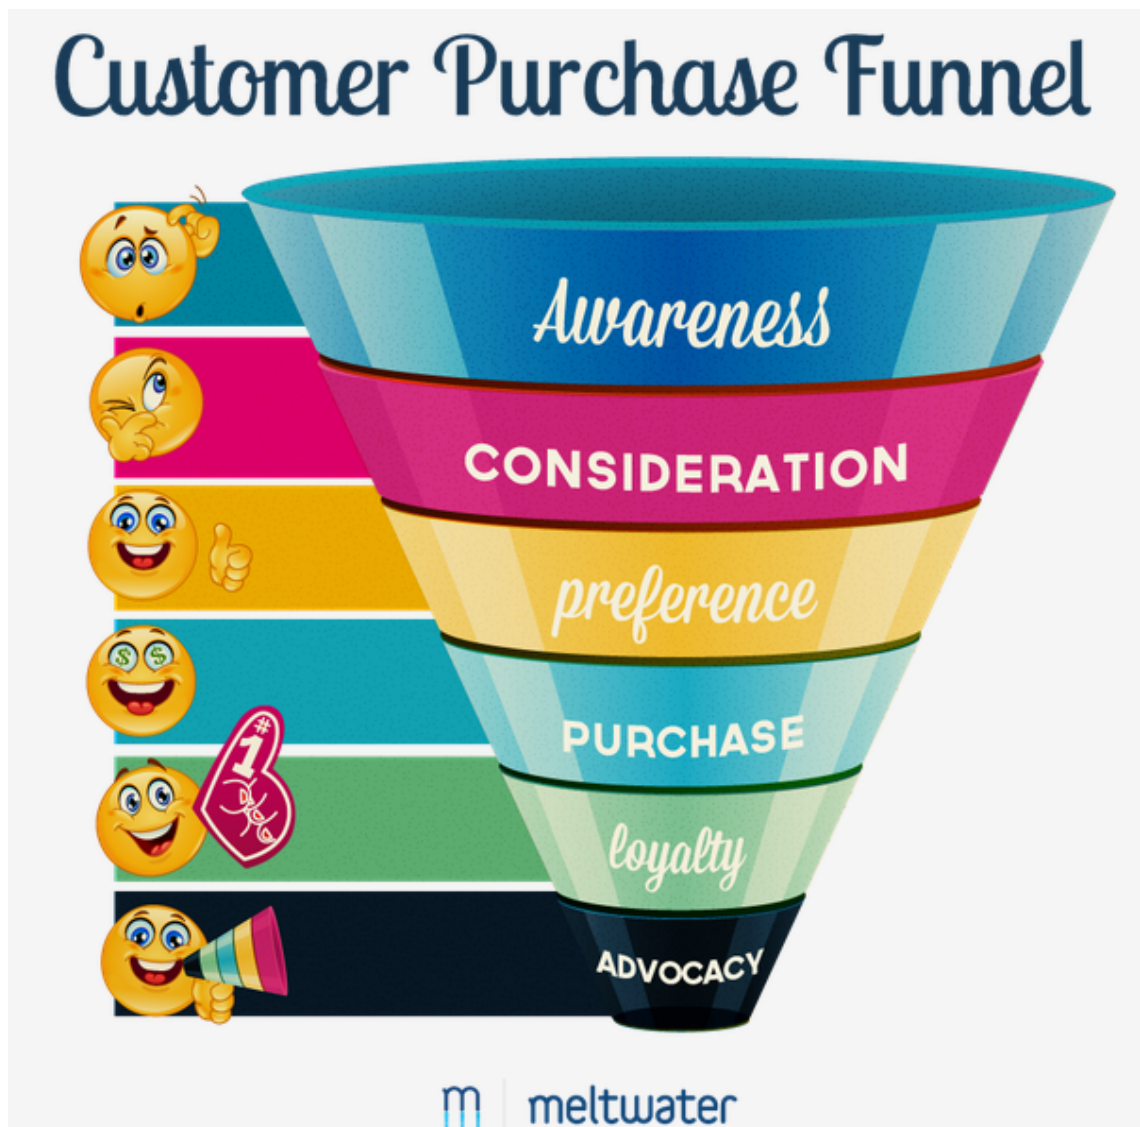 Customer Purchase Funnel
Awareness
CONSIDERATION
preference
PURCHASE
#
1
loyalty
ADVOCACY
m
meltwater